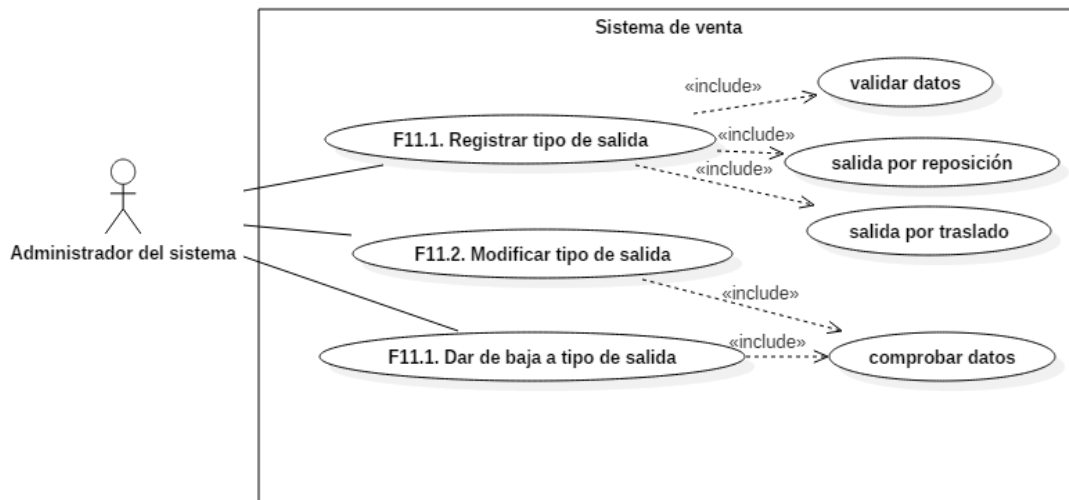 Sistema de venta
«include»
validar datos
F11.1. Registrar tipo de salida
«include»
salida por reposición
«include»
salida por traslado
Administrador del sistema
F11.2. Modificar tipo de salida
«include»
F11.1. Dar de baja a tipo de salida
«include»
comprobar datos